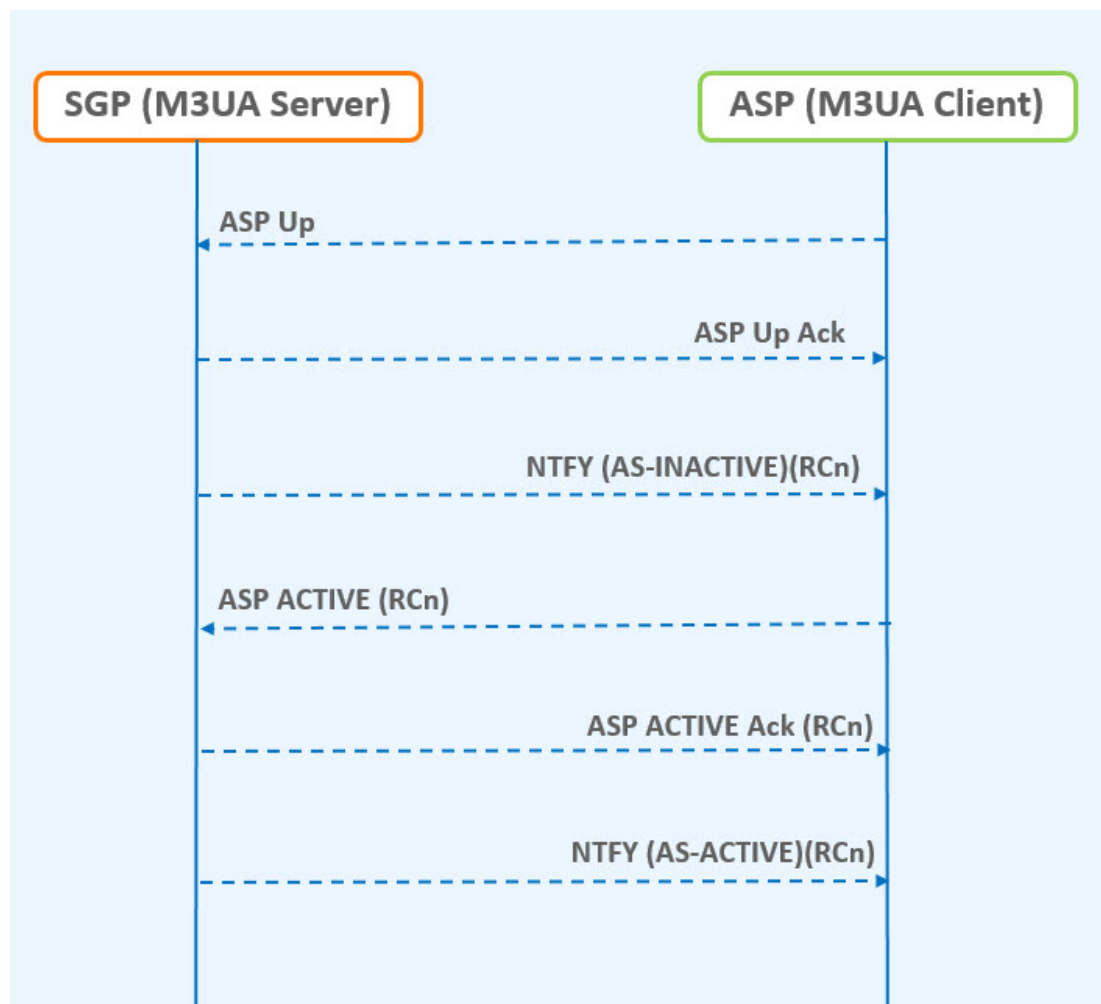 SGP (M3UA Server)
ASP (M3UA Client)
ASP Up
ASP Up Ack
NTFY (AS-INACTIVE)(RCn)
ASP ACTIVE (RCn)
ASP ACTIVE Ack (RCn)
NTFY (AS-ACTIVE)(RCn)